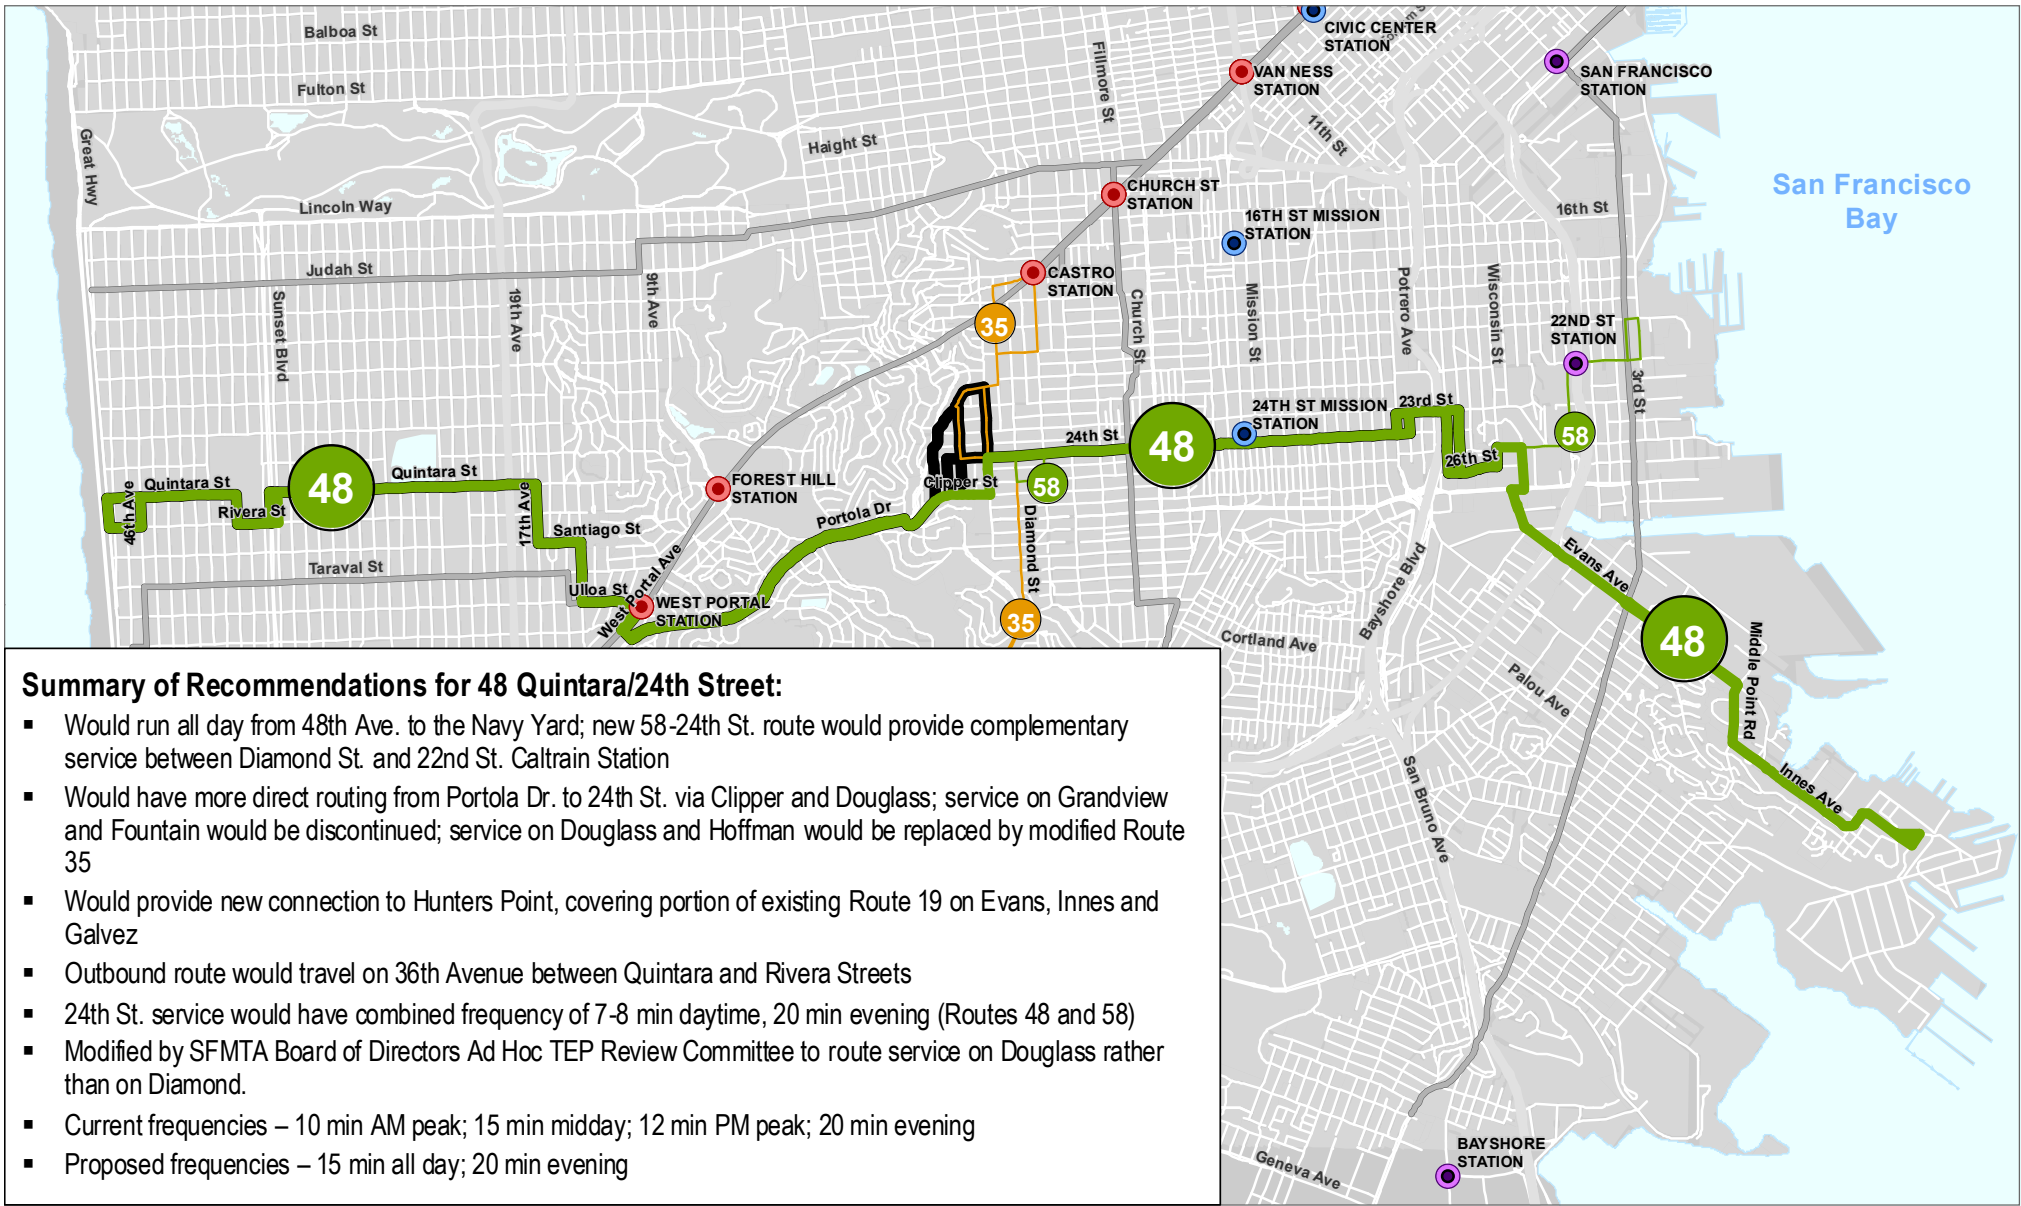 Balboa St
Fulton St
Great Hwy
Haight St
Fillmore St
CIVIC CENTER
STATION
VAN NESS
STATION
SAN FRANCISCO
STATION
11th St
Lincoln Way
CHURCH ST
STATION
16TH ST MISSION
STATION
16th St
San Francisco
Bay
Judah St
Sunset Blvd
19th Ave
9th Ave
CASTRO
STATION
35
Church St
Mission St
Potrero Ave
Wisconsin St
22ND ST
STATION
3rd St
24TH ST MISSION
STATION
23rd St
24th St
48
58
26th St
46th Ave
Quintara St
Rivera St
48
Quintara St
17th Ave
Santiago St
FOREST HILL
STATION
Clipper St
58
Portola Dr
Diamond St
Taraval St
Ulloa St
West Portal Ave
WEST PORTAL
STATION
35
Bayshore Blvd
Cortland Ave
Evans Ave
48
Middle Point Rd
Palou Ave
Innes Ave
San Bruno Ave
BAYSHORE
STATION
Geneva Ave
Summary of Recommendations for 48 Quintara/24th Street:
▪ Would run all day from 48th Ave. to the Navy Yard; new 58-24th St. route would provide complementary
service between Diamond St. and 22nd St. Caltrain Station
▪ Would have more direct routing from Portola Dr. to 24th St. via Clipper and Douglass; service on Grandview
and Fountain would be discontinued; service on Douglass and Hoffman would be replaced by modified Route
35
▪ Would provide new connection to Hunters Point, covering portion of existing Route 19 on Evans, Innes and
Galvez
▪ Outbound route would travel on 36th Avenue between Quintara and Rivera Streets
▪ 24th St. service would have combined frequency of 7-8 min daytime, 20 min evening (Routes 48 and 58)
▪ Modified by SFMTA Board of Directors Ad Hoc TEP Review Committee to route service on Douglass rather
than on Diamond.
▪ Current frequencies – 10 min AM peak; 15 min midday; 12 min PM peak; 20 min evening
▪ Proposed frequencies – 15 min all day; 20 min evening